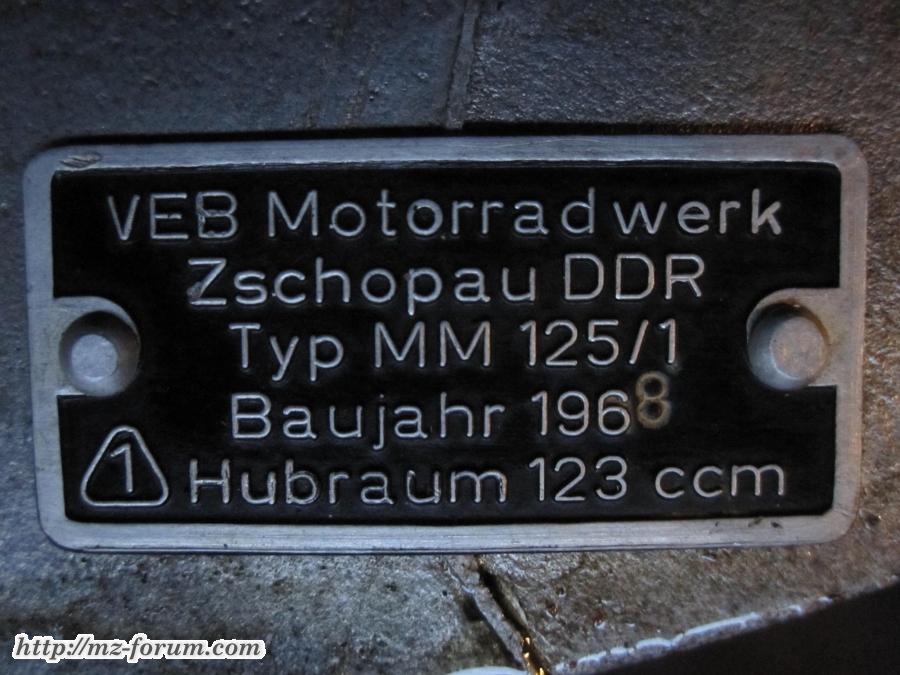 VEB Motorradwerk
Zschopau DDR
Typ MM 125/1
Baujahr 1968
1 Hubraum 123 ccm
http://mz-forum.com